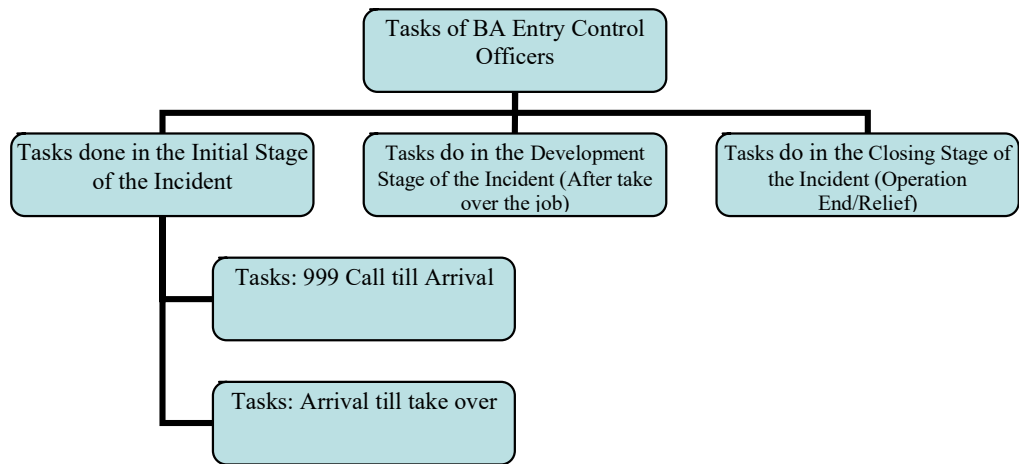 Tasks of BA Entry Control
Officers
Tasks done in the Initial Stage
of the Incident
Tasks do in the Development
Stage of the Incident (After take
over the job)
Tasks do in the Closing Stage of
the Incident (Operation
End/Relief)
Tasks: 999 Call till Arrival
Tasks: Arrival till take over